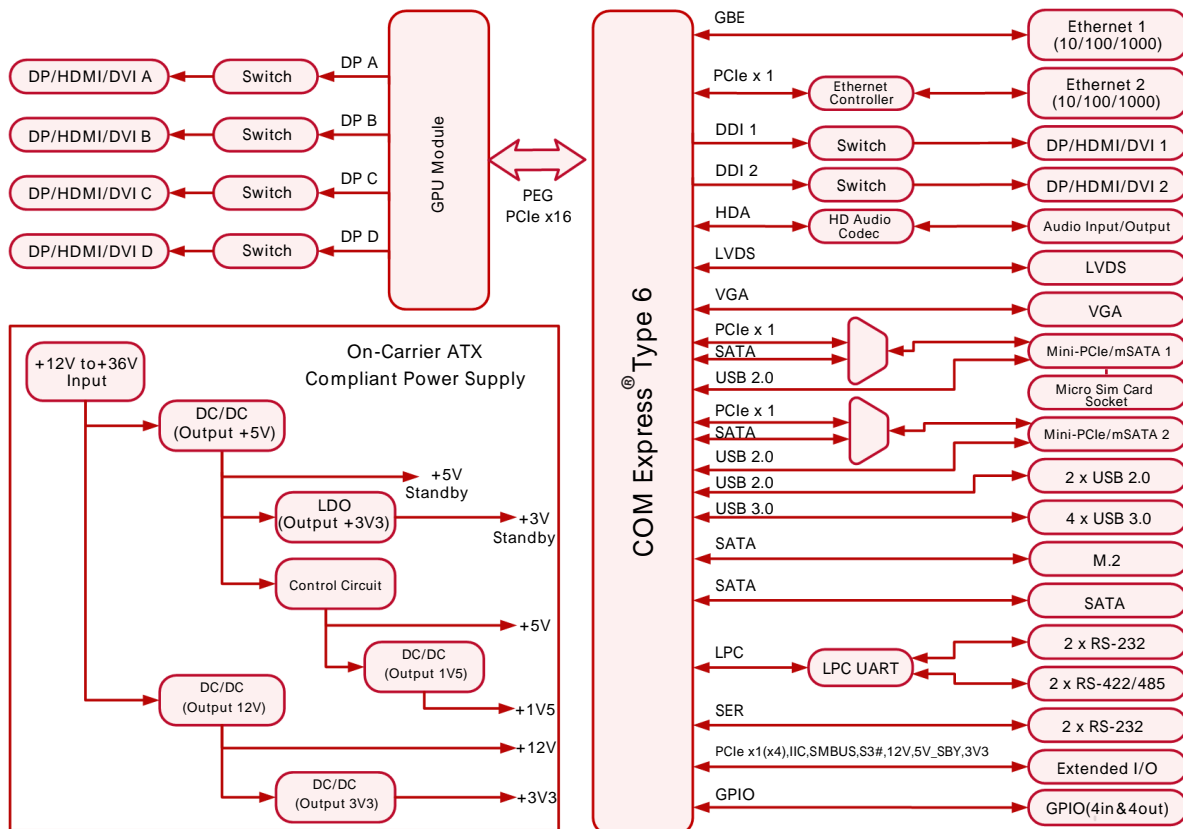 DP/HDMI/DVI A
Switch
DP A
DP/HDMI/DVI B
Switch
DP B
DP/HDMI/DVI C
Switch
DP C
DP/HDMI/DVI D
Switch
DP D
GPU Module
PEG
PCIe x16
On-Carrier ATX
Compliant Power Supply
+12V to+36V
Input
DC/DC
(Output +5V)
+5V
Standby
LDO
(Output +3V3)
+3V
Standby
Control Circuit
+5V
DC/DC
(Output 1V5)
+1V5
DC/DC
(Output 12V)
+12V
DC/DC
(Output 3V3)
+3V3
COM Express® Type 6
GBE
Ethernet 1
(10/100/1000)
PCIe x 1
Ethernet
Controller
Ethernet 2
(10/100/1000)
DDI 1
Switch
DP/HDMI/DVI 1
DDI 2
Switch
DP/HDMI/DVI 2
HDA
HD Audio
Codec
Audio Input/Output
LVDS
LVDS
VGA
VGA
PCIe x 1
SATA
USB 2.0
Mini-PCIe/mSATA 1
Micro Sim Card
Socket
PCIe x 1
SATA
USB 2.0
Mini-PCIe/mSATA 2
USB 2.0
2 x USB 2.0
USB 3.0
4 x USB 3.0
SATA
M.2
SATA
SATA
LPC
LPC UART
2 x RS-232
2 x RS-422/485
SER
2 x RS-232
PCIe x1(x4),IIC,SMBUS,S3#,12V,5V_SBY,3V3
Extended I/O
GPIO
GPIO(4in&4out)